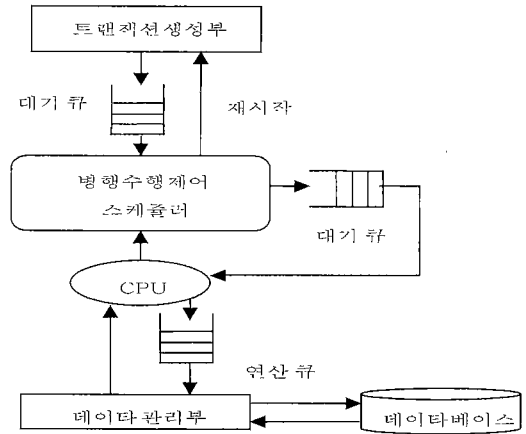 트랜잭션생성부
대기 큐
재시작
병행수행제어
스케쥴러
대기 큐
CPU
연산 큐
데이타관리부
데이타베이스